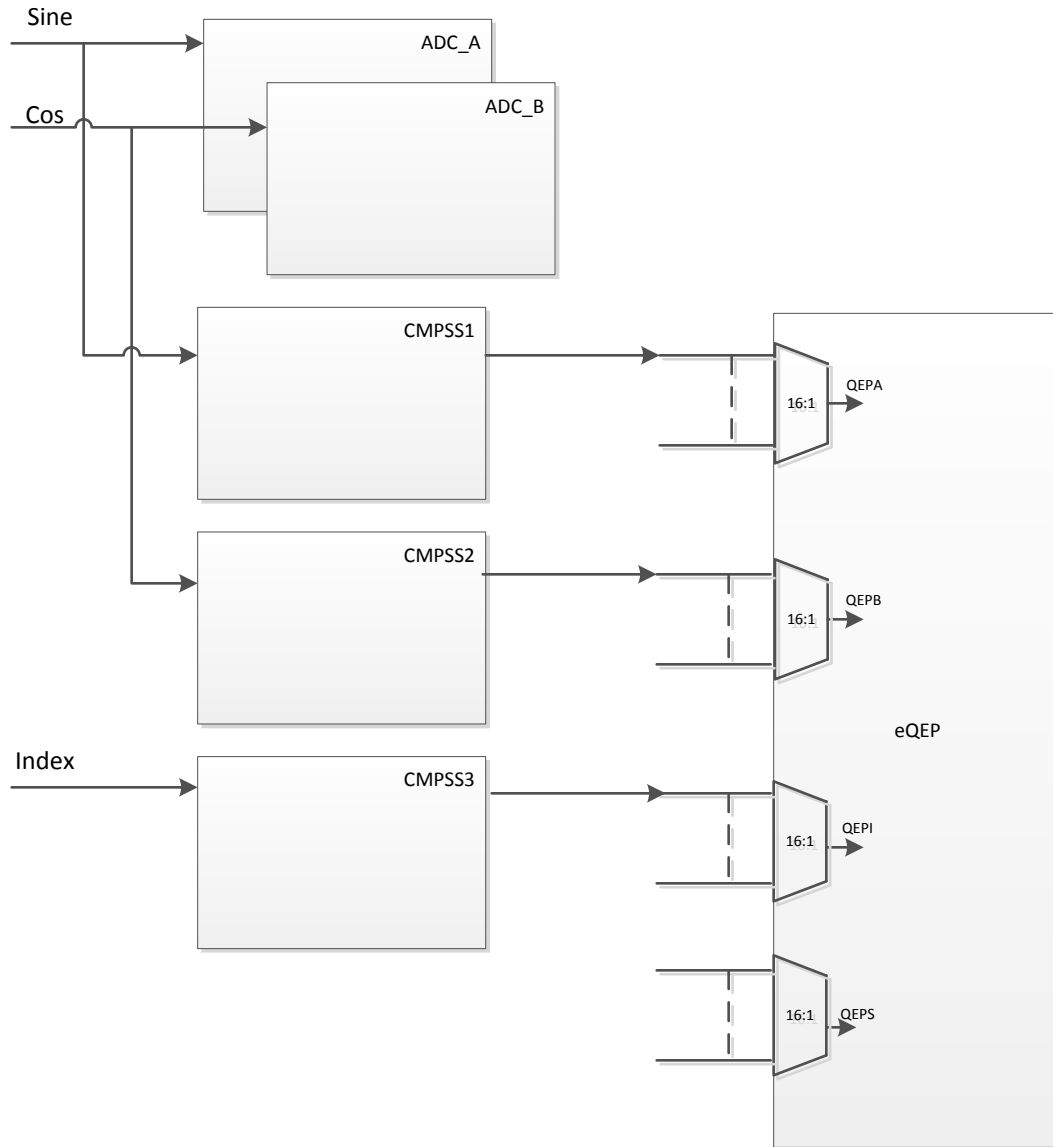 Sine
ADC_A
Cos
ADC_B
CMPSS1
16:1
QEPA
CMPSS2
16:1
QEPB
eQEP
Index
CMPSS3
16:1
QEPI
16:1
QEPS